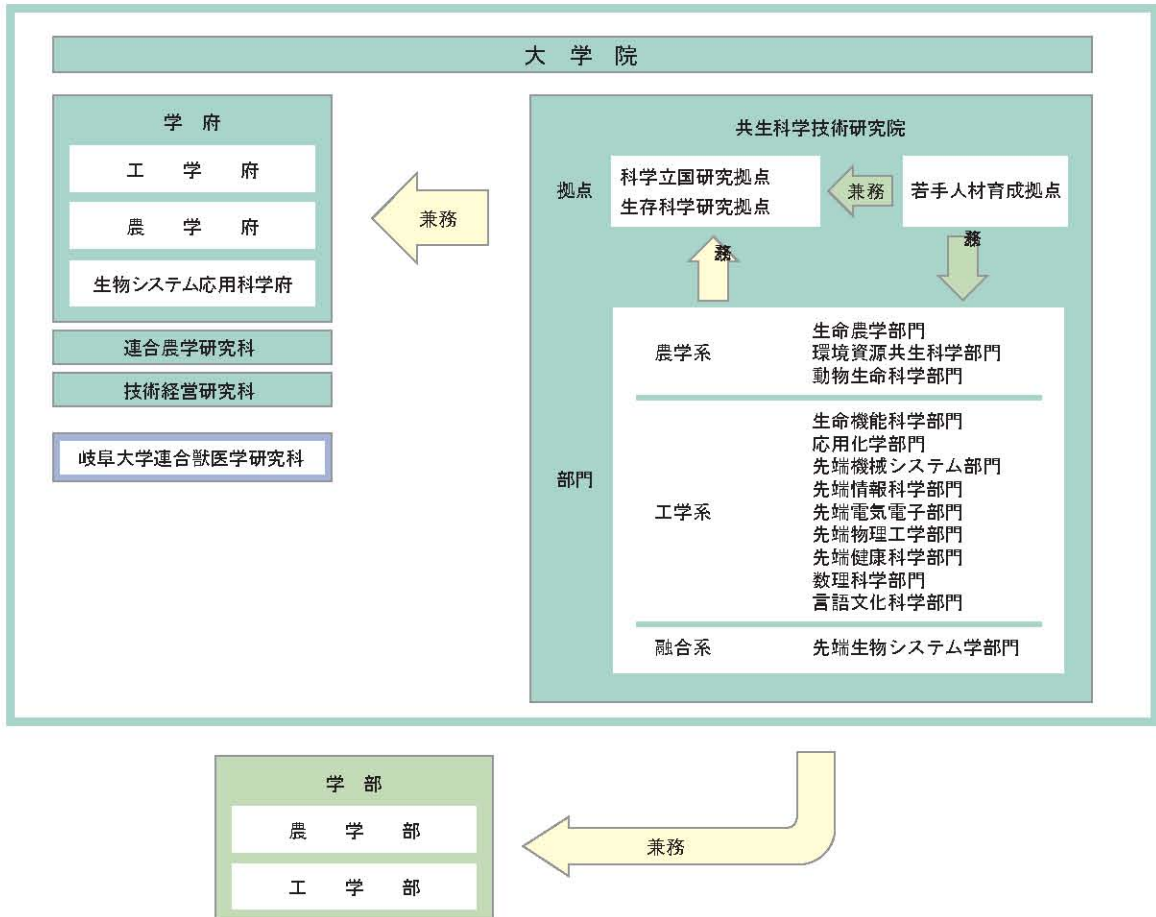 大学院
学府
工学府
農学府
生物システム応用科学府
連合農学研究科
技術経営研究科
岐阜大学連合獣医学研究科
兼務
共生科学技術研究院
拠点
科学立国研究拠点
生存科学研究拠点
兼務
若手人材育成拠点
部門
農学系
生命農学部門
環境資源共生科学部門
動物生命科学部門
工学系
生命機能科学部門
応用化学部門
先端機械システム部門
先端情報科学部門
先端電気電子部門
先端物理工学部門
先端健康科学部門
数理科学部門
言語文化科学部門
融合系
先端生物システム学部門
学部
農学部
工学部
兼務